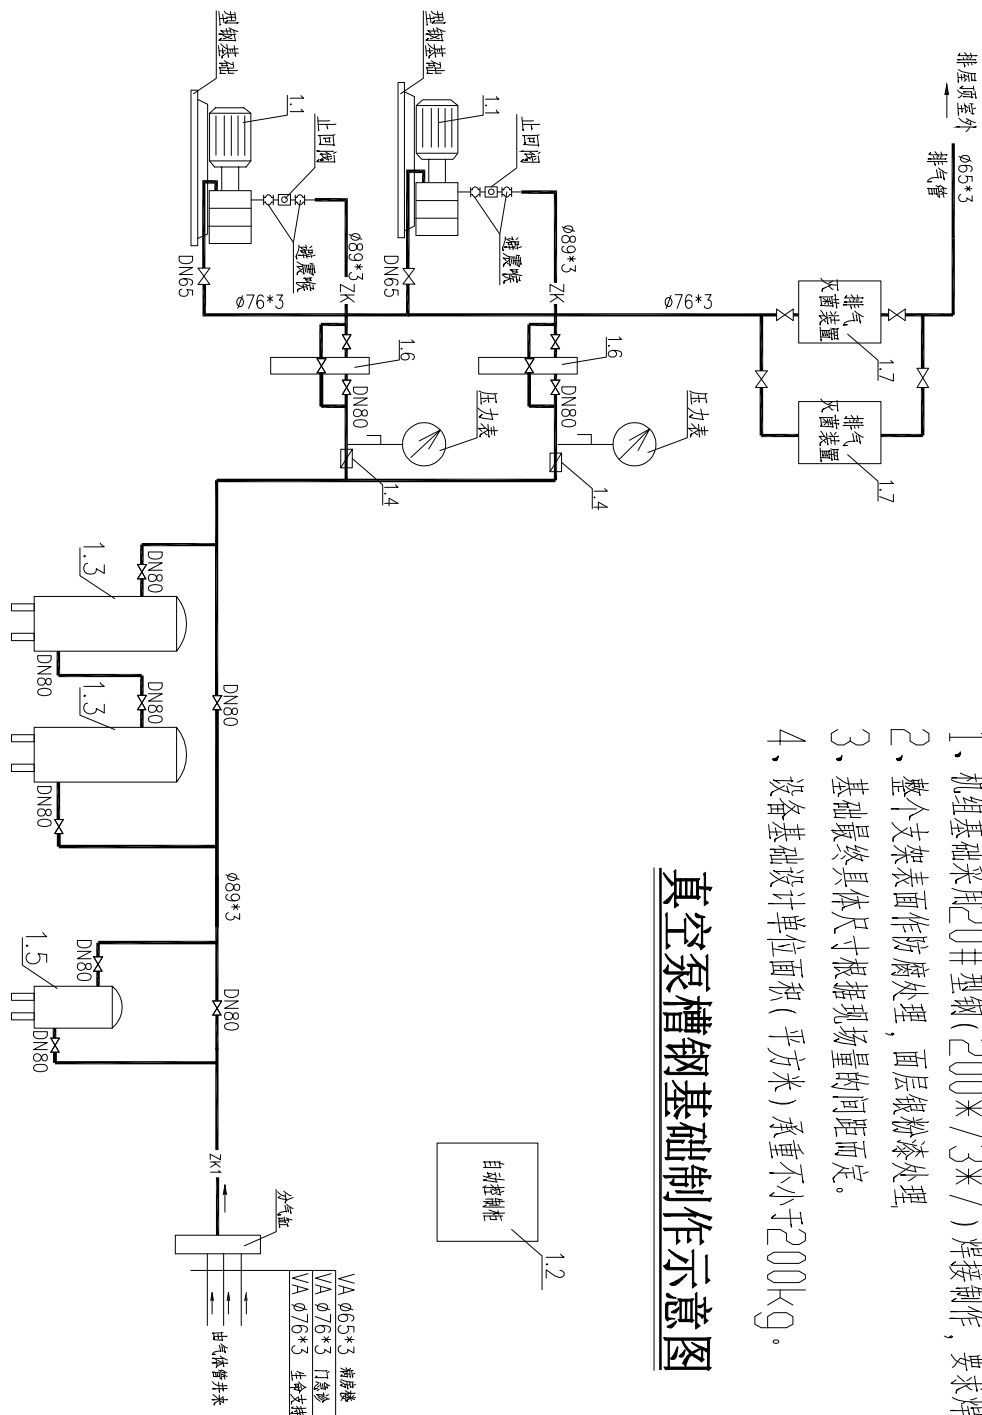 型钢基础
1.1
止回阀
避震喉
DN65
ø89*3
ZK
型钢基础
1.1
止回阀
避震喉
DN65
ø89*3
ZK
排屋顶室外
ø65*3
排气管
ø76*3
ø76*3
排气
灭菌装置
1.7
排气
灭菌装置
1.7
1.6
DN80
1.6
DN80
压力表
1.4
压力表
1.4
1.3
DN80
DN80
1.3
DN80
DN80
DN80
ø89*3
1.5
DN80
DN80
DN80
ZK1
分气缸
由气体管井来
VA ø65*3 病房楼
VA ø76*3 门急诊
VA ø76*3 生命支持
自动控制柜
1.2
1、机组基础采用20#型钢(200*73*7)焊接制作,要求焊
2、整个支架表面作防腐处理,面层银粉漆处理
3、基础最终具体尺寸根据现场量的间距而定。
4、设备基础设计单位面积(平方米)承重不小于200kg。
真空泵槽钢基础制作示意图